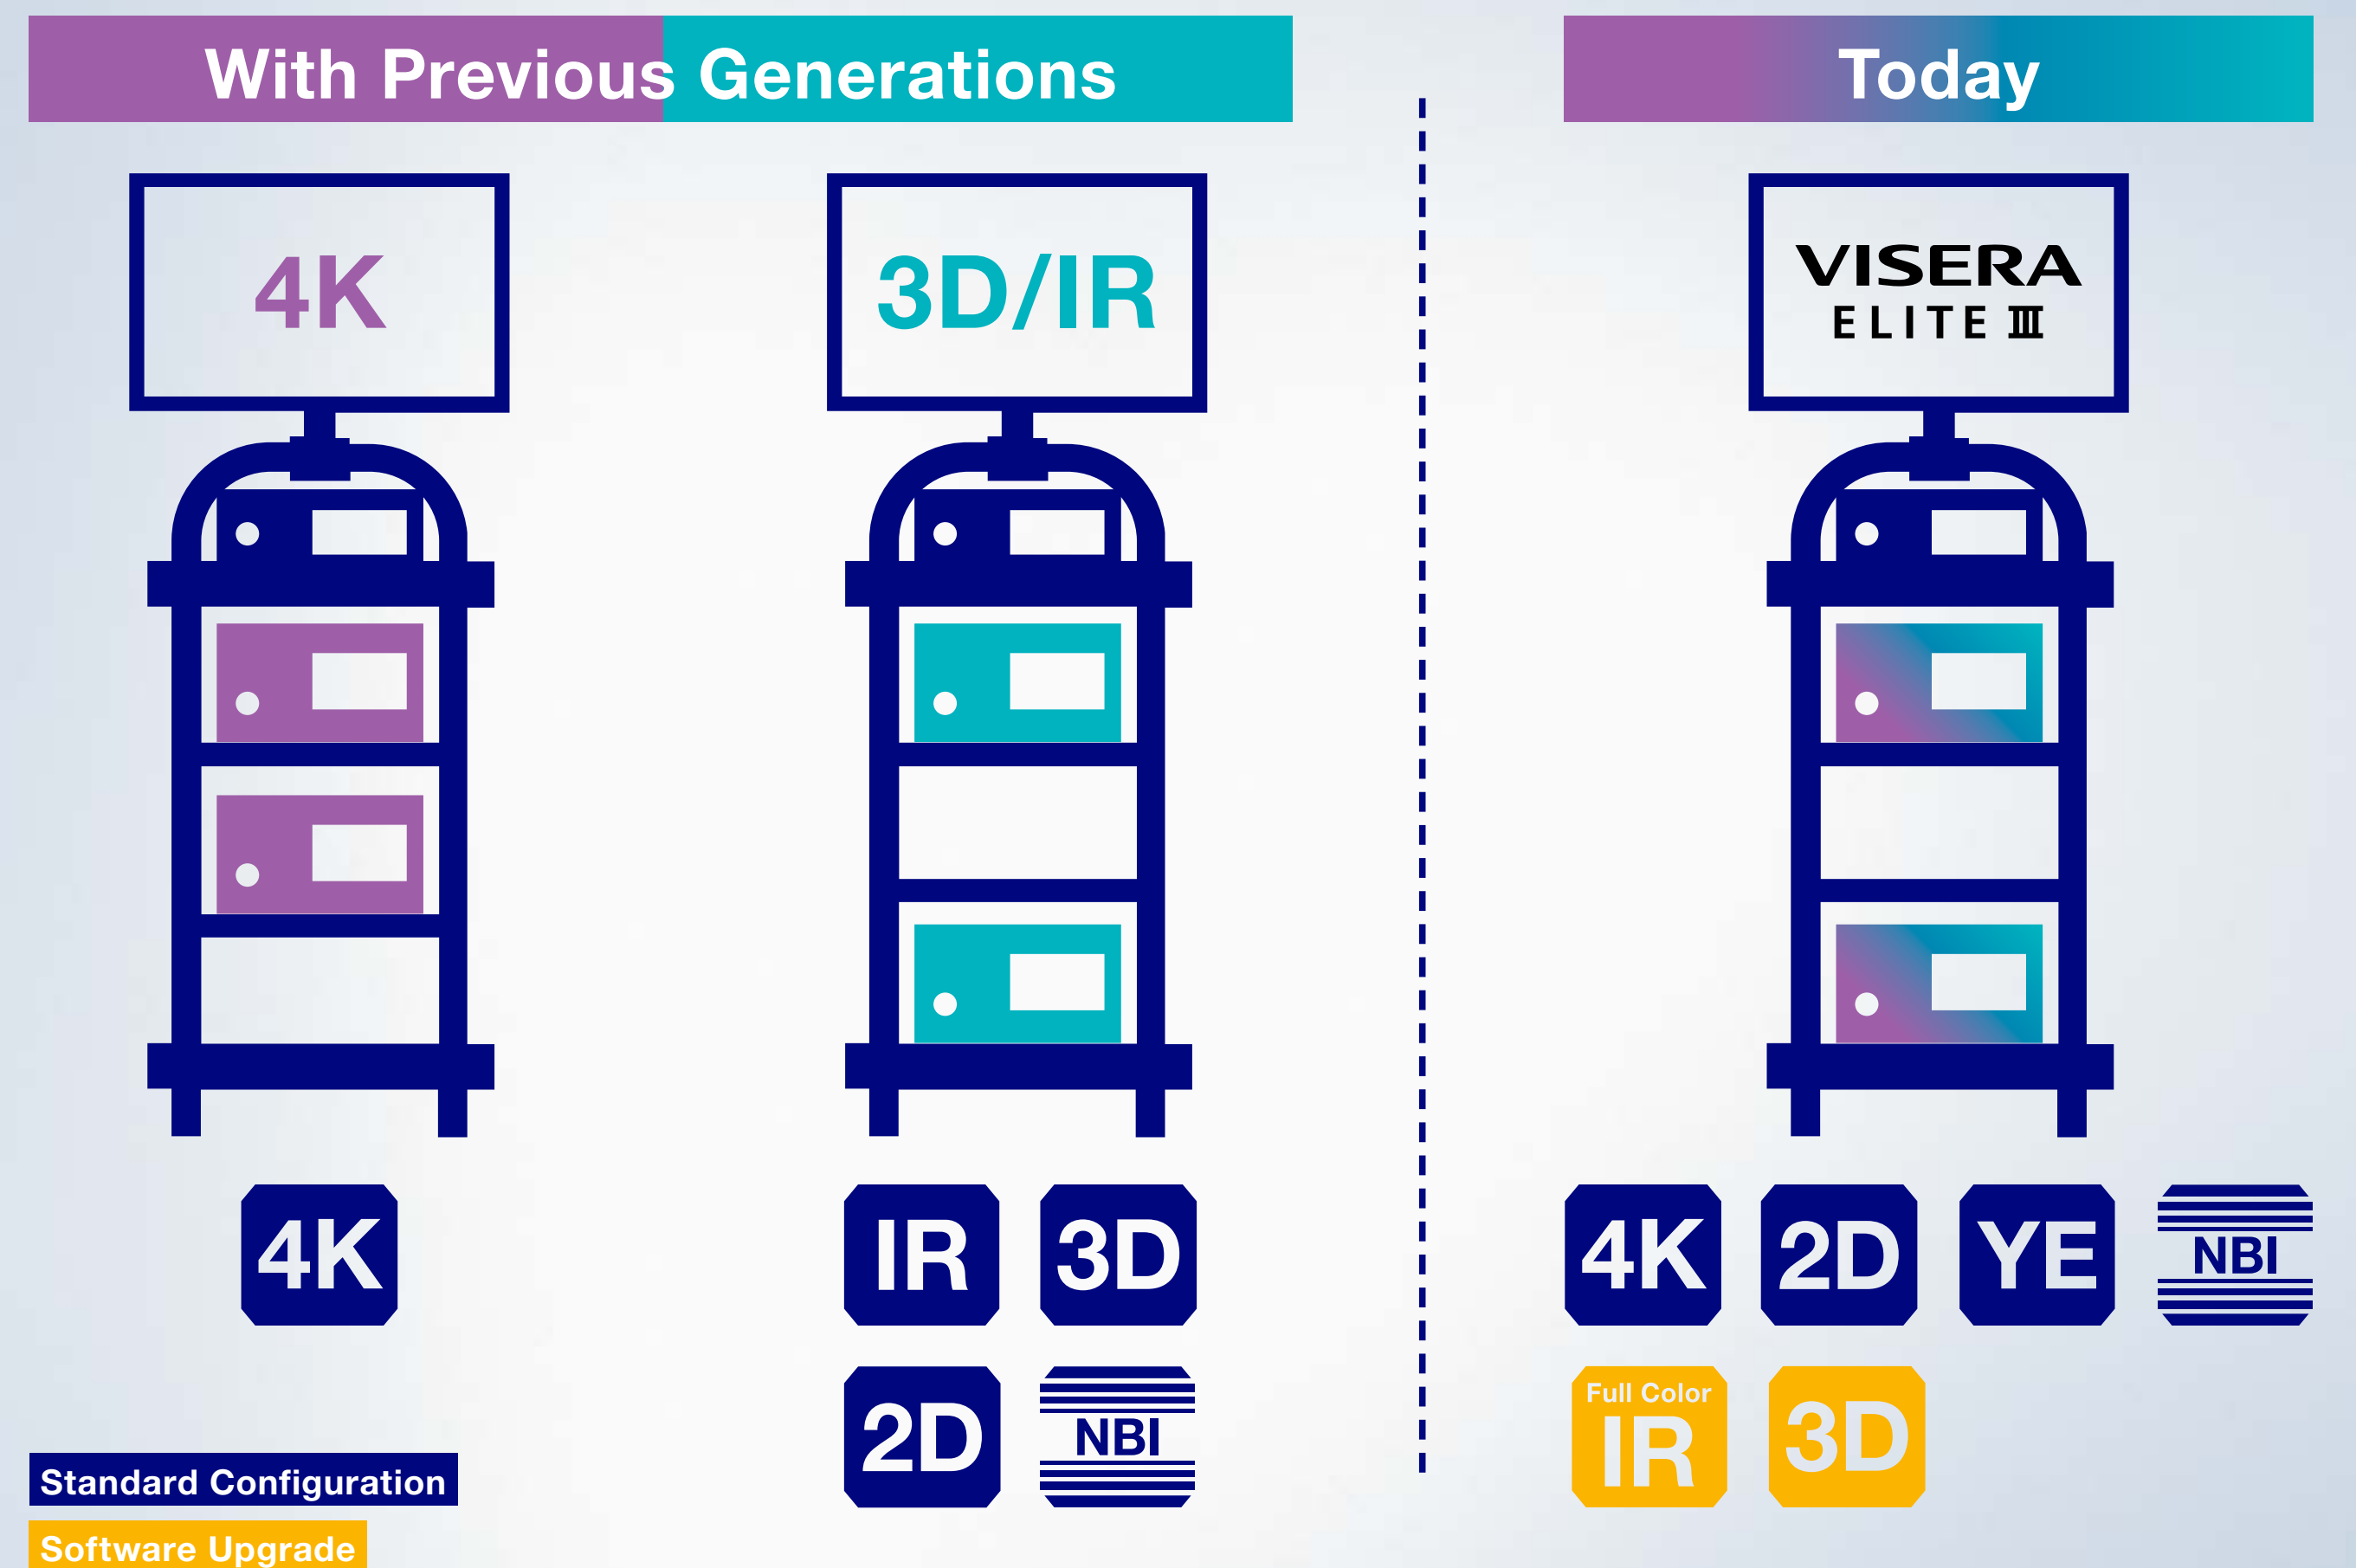 With Previous Generations
Today
4K
3D/IR
VISERA
ELITE III
4K
IR 3D
2D NBI
4K 2D YE NBI
Full Color
IR 3D
Standard Configuration
Software Upgrade